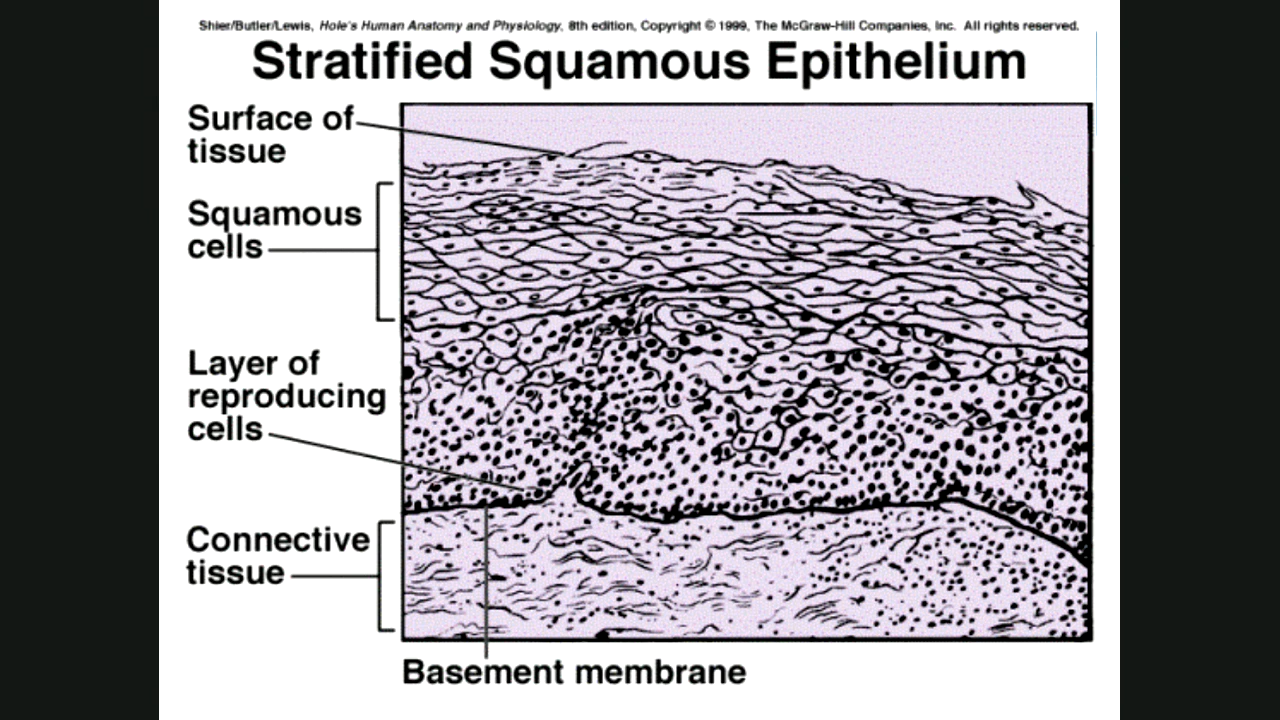 Shier/Butler/Lewis, Hole's Human Anatomy and Physiology, 8th edition, Copyright © 1999, The McGraw-Hill Companies, Inc. All rights reserved.
Stratified Squamous Epithelium
Surface of
tissue
Squamous
cells
Layer of
reproducing
cells
Connective
tissue
Basement membrane